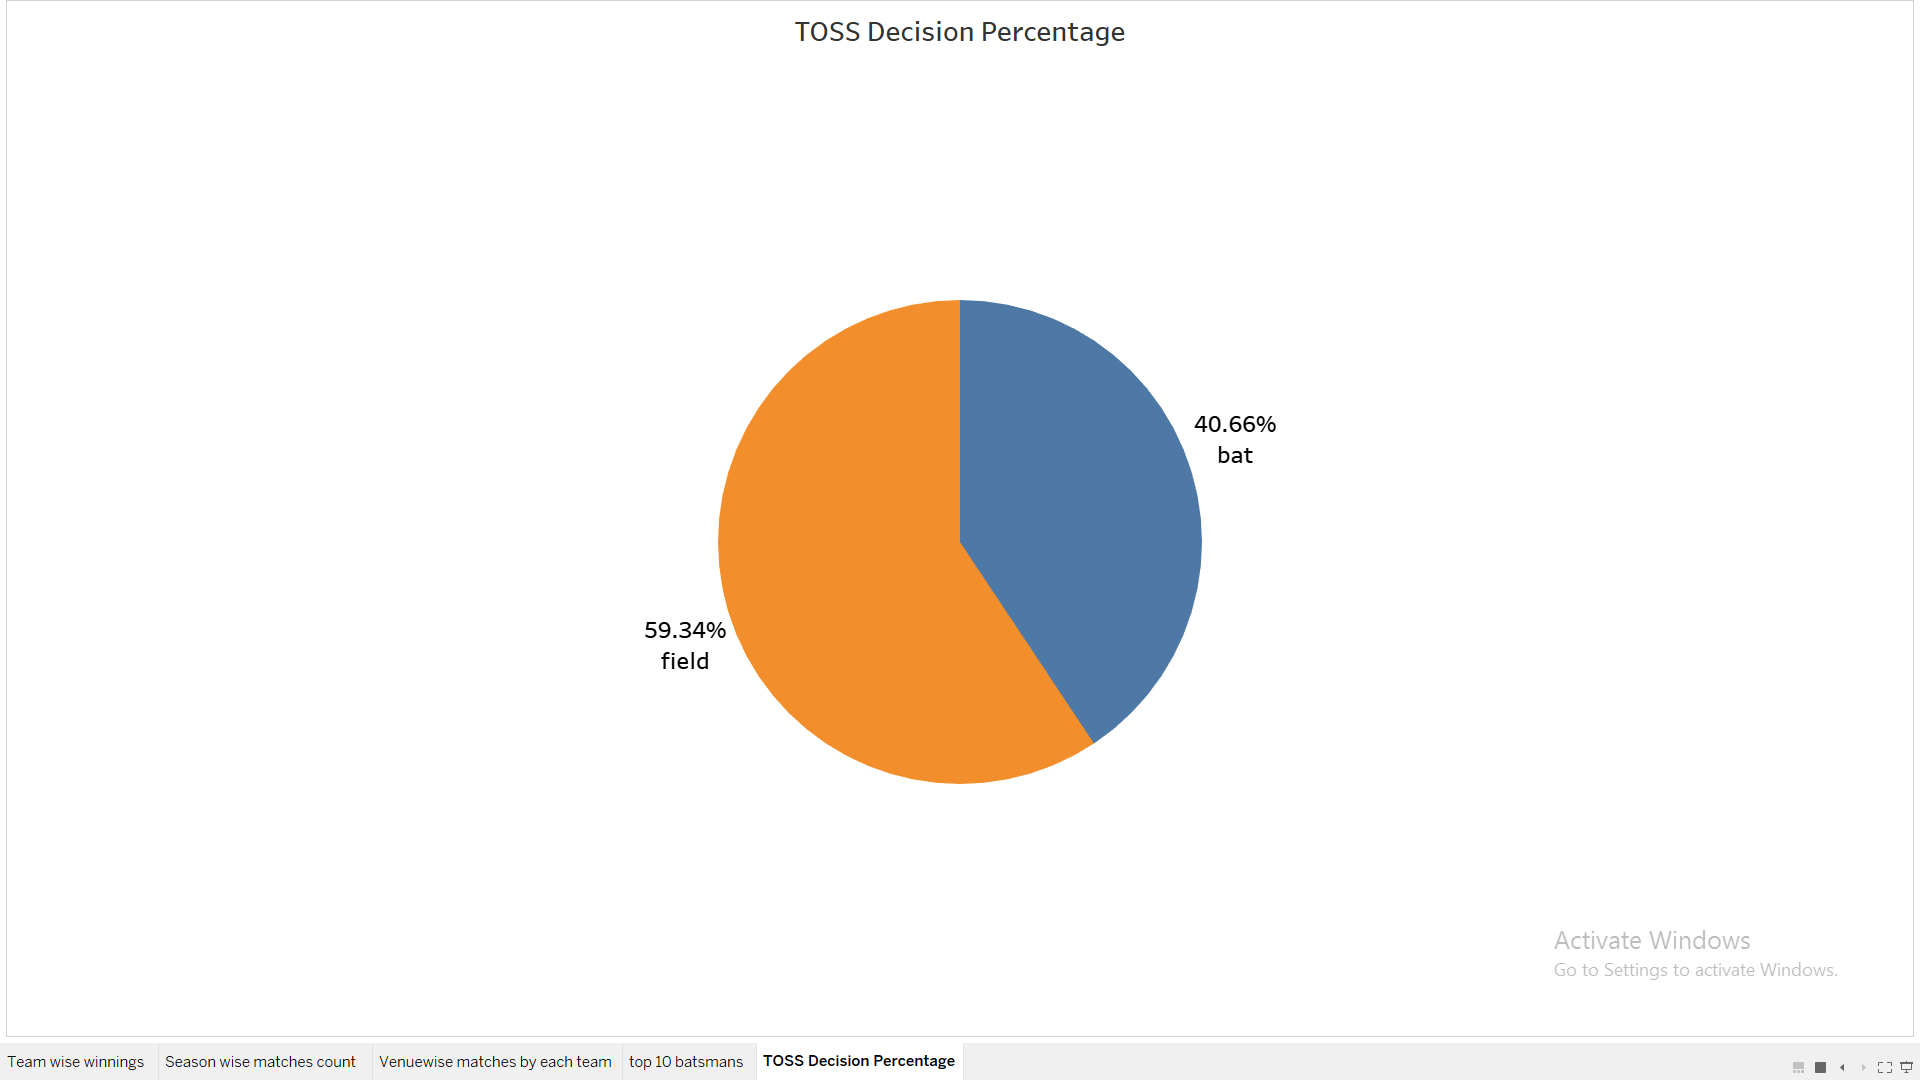 TOSS Decision Percentage
40.66%
bat
59.34%
field
Activate Windows
Go to Settings to activate Windows.
Team wise winnings
Season wise matches count
Venuewise matches by each team
top 10 batsmans
TOSS Decision Percentage